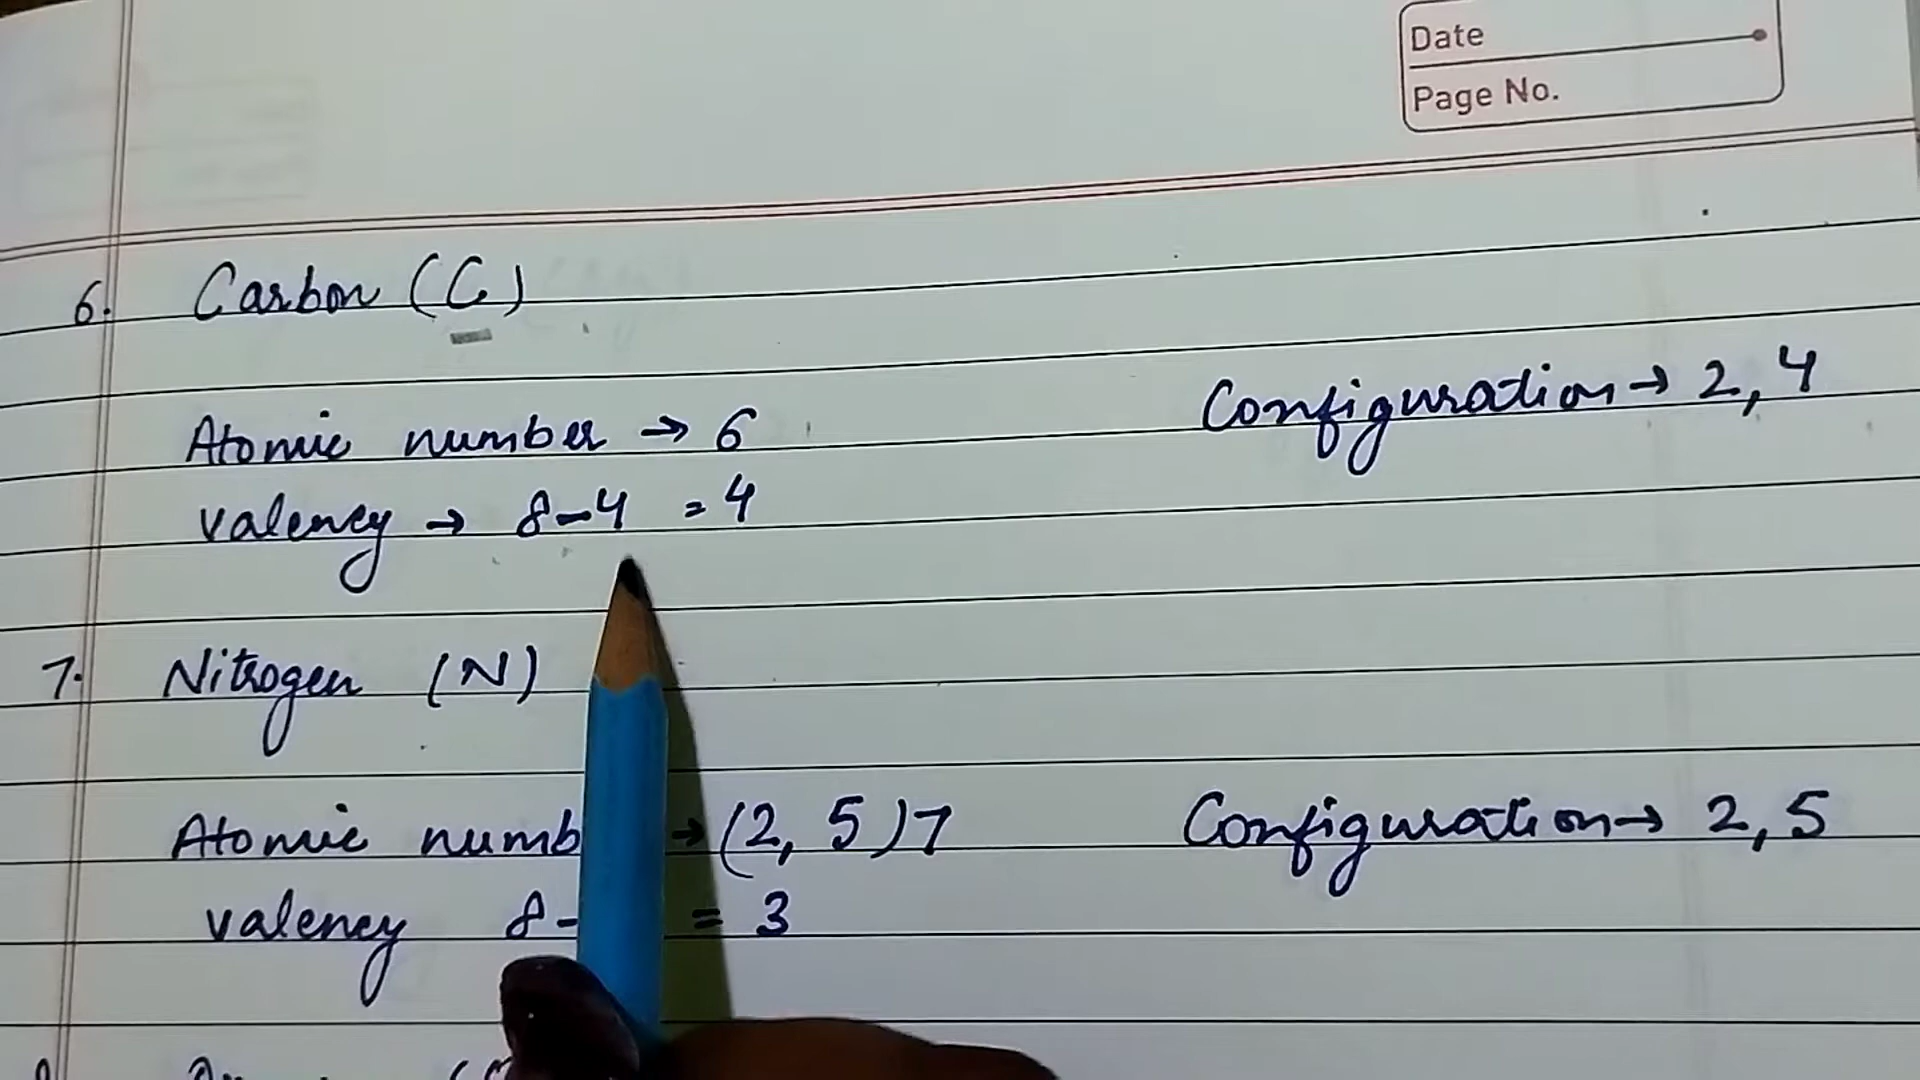 Date
Page No.
6. Carbon (C)
Atomic number → 6 Configuration → 2, 4
valency → 8-4 = 4
7. Nitrogen (N)
Atomic numb → (2, 5) 7 Configuration → 2, 5
valency 8- = 3